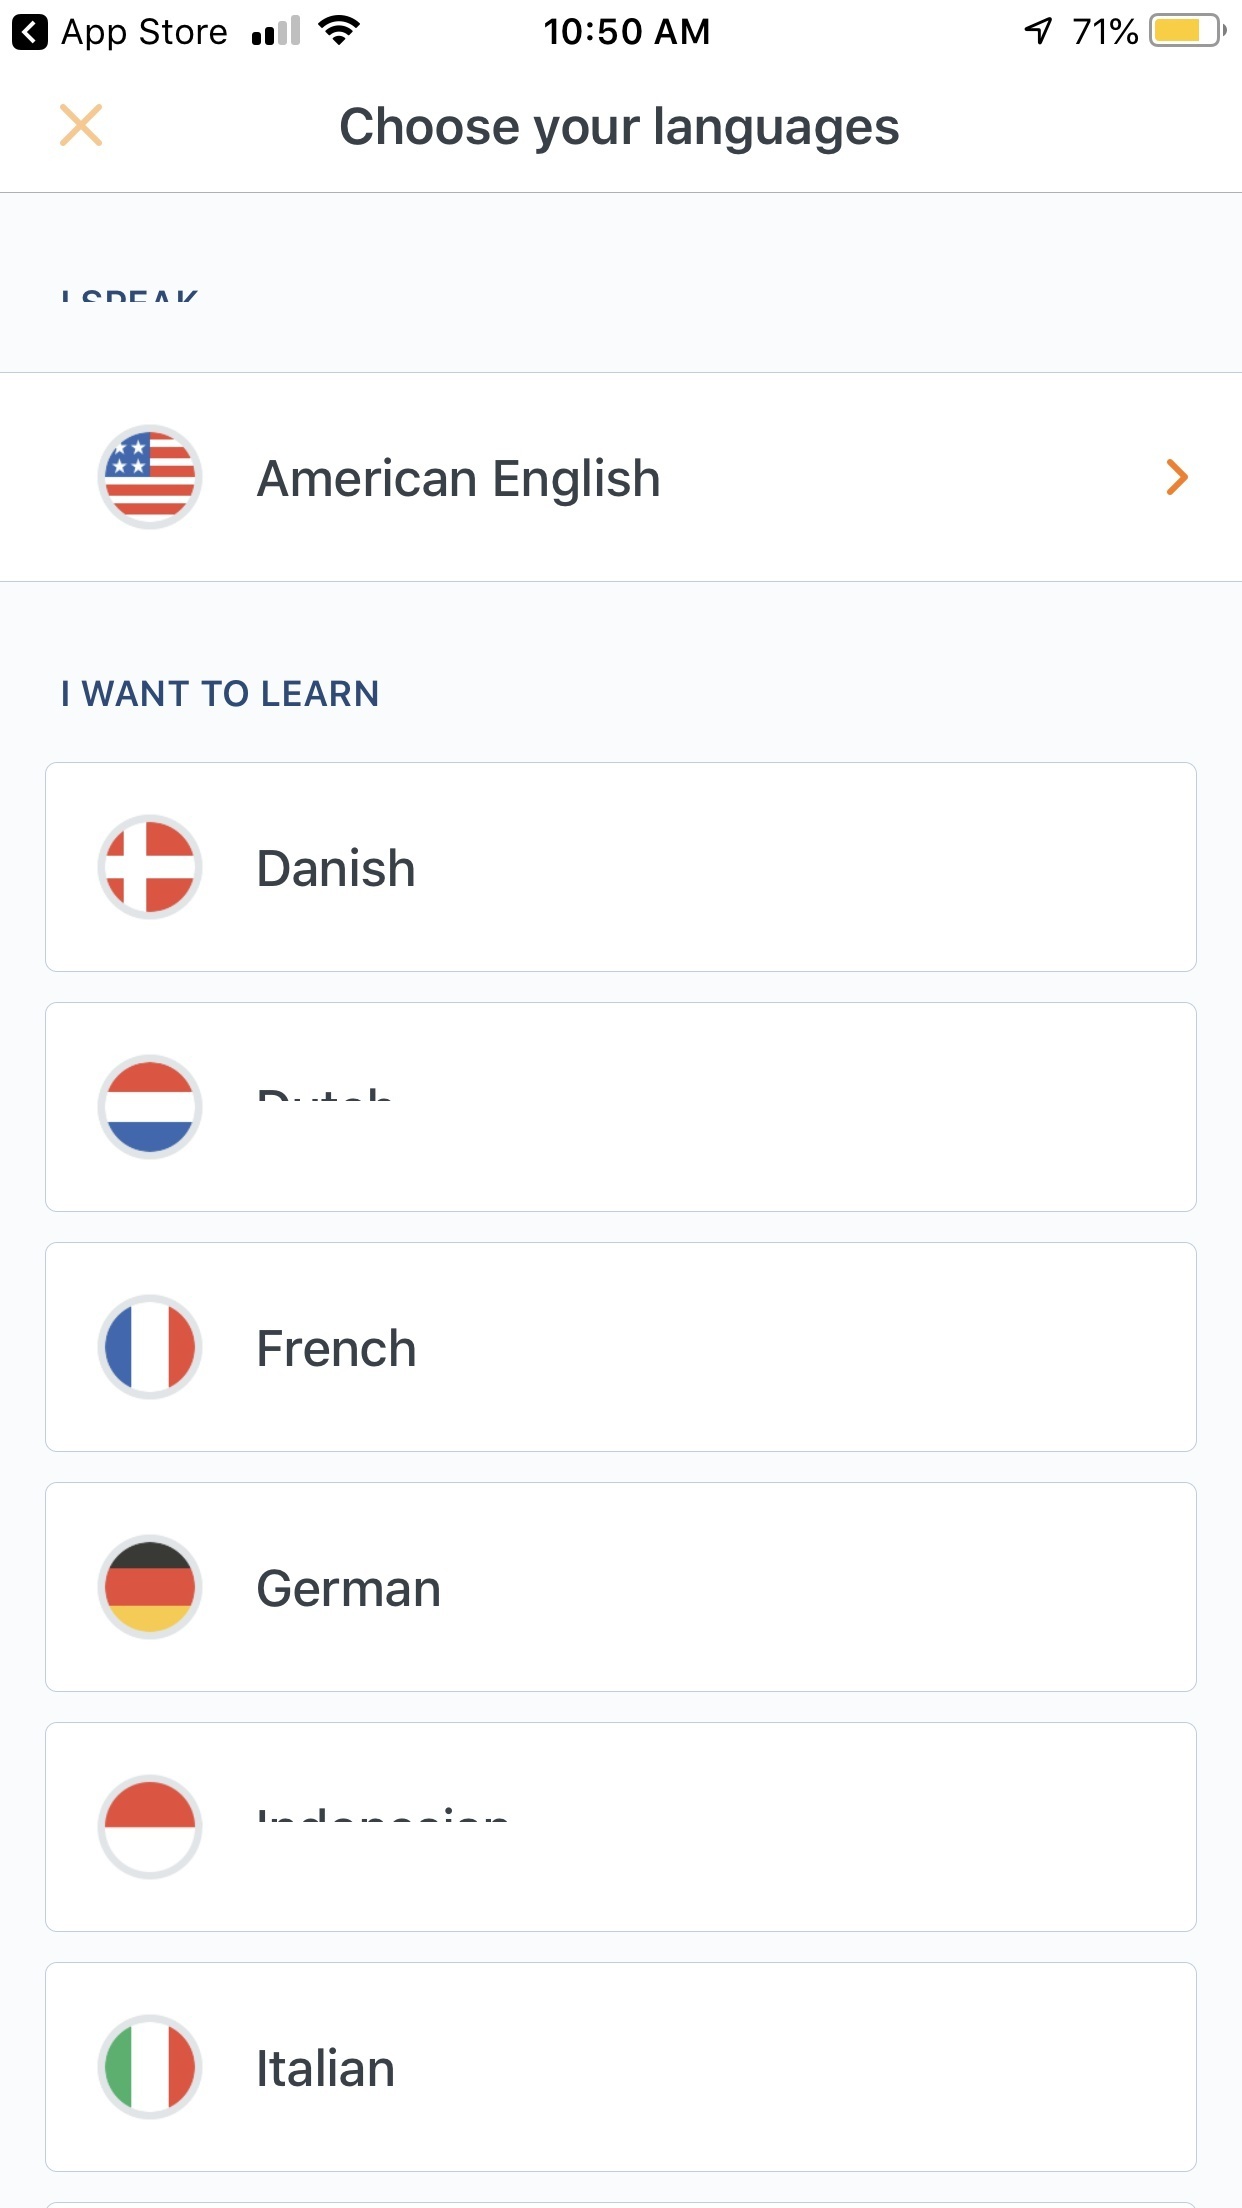 App Store
10:50 AM
71%
Choose your languages
I SPEAK
American English
I WANT TO LEARN
Danish
Dutch
French
German
Indonesian
Italian